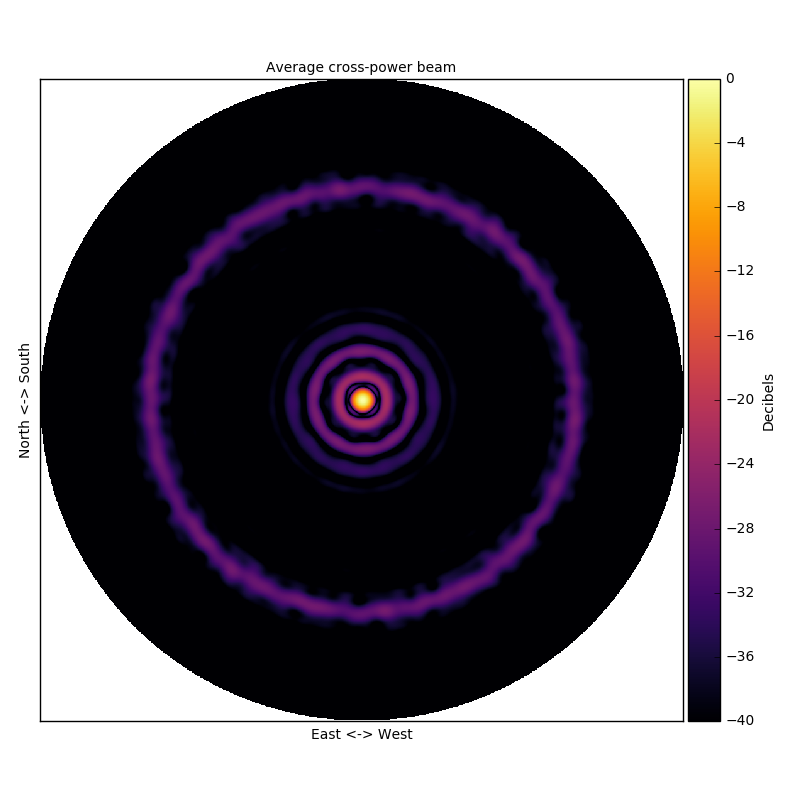 Average cross-power beam
North <-> South
East <-> West
0
−4
−8
−12
−16
−20
−24
−28
−32
−36
−40
Decibels